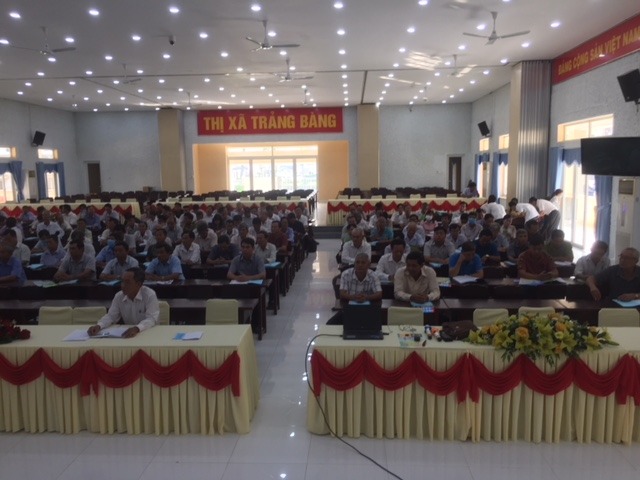 THỊ XÃ TRẢNG BÀNG
ĐẢNG CỘNG SẢN VIỆT NAM